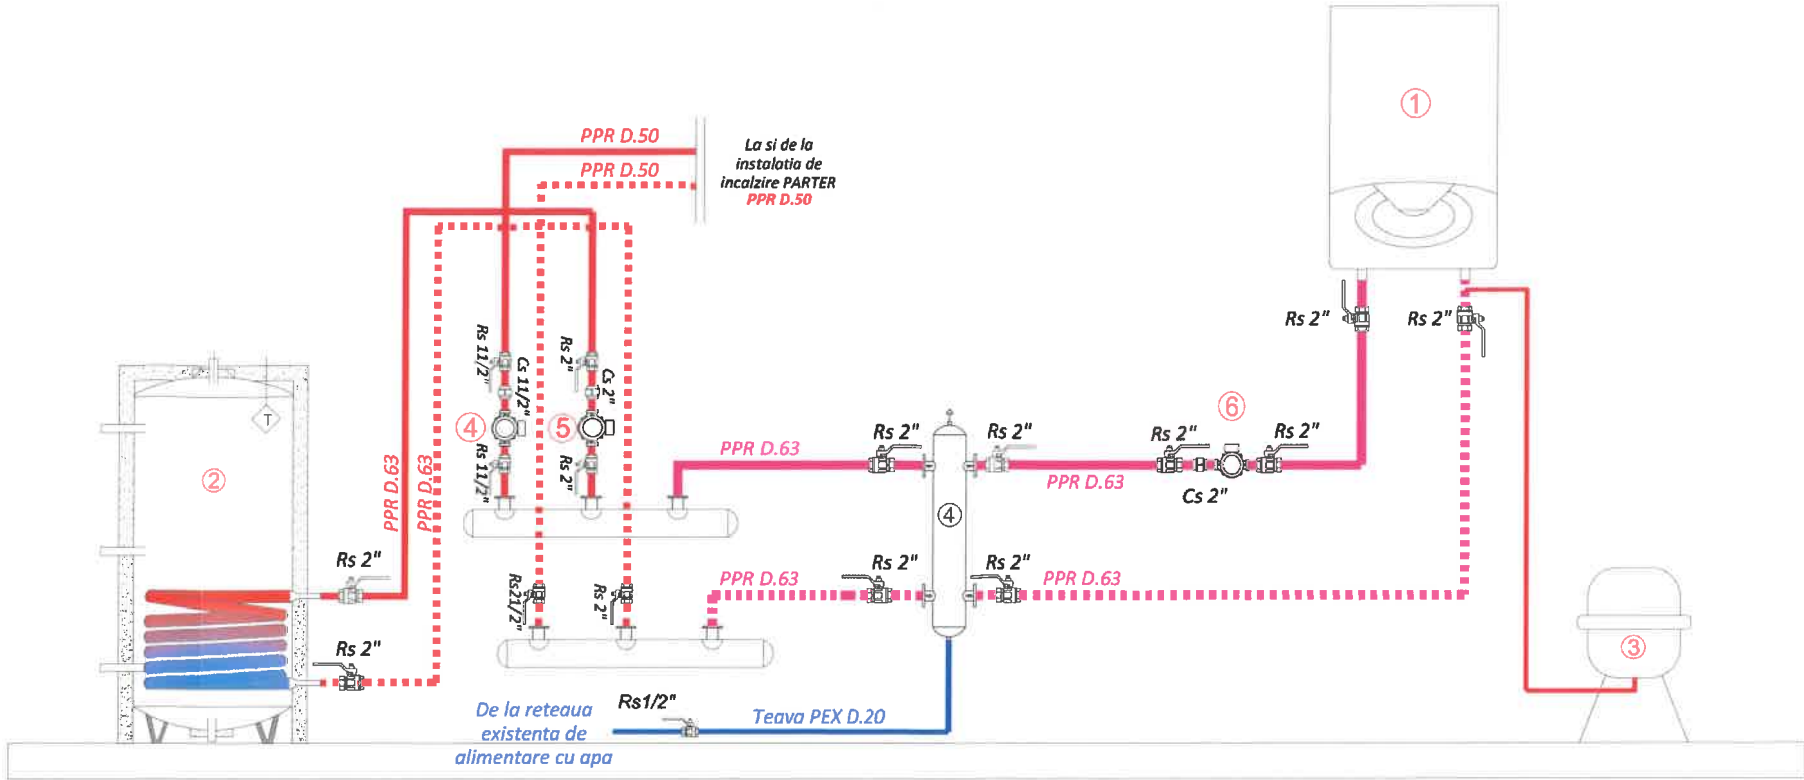 ①
PPR D.50
PPR D.50
La si de la
instalatia de
incalzire PARTER
PPR D.50
Rs 2"
Rs 2"
Rs 11/2"
Cs 11/2"
Rs 2"
Cs 2"
④
⑤
Rs 11/2"
Rs 2"
T
②
PPR D.63
PPR D.63
PPR D.63
Rs 2"
Rs 2"
PPR D.63
Rs 2"
⑥
Rs 2"
Cs 2"
④
Rs 2"
Rs 2"
Rs21/2"
Rs 2"
PPR D.63
Rs 2"
Rs 2"
PPR D.63
③
De la reteaua
existenta de
alimentare cu apa
Rs1/2"
Teava PEX D.20